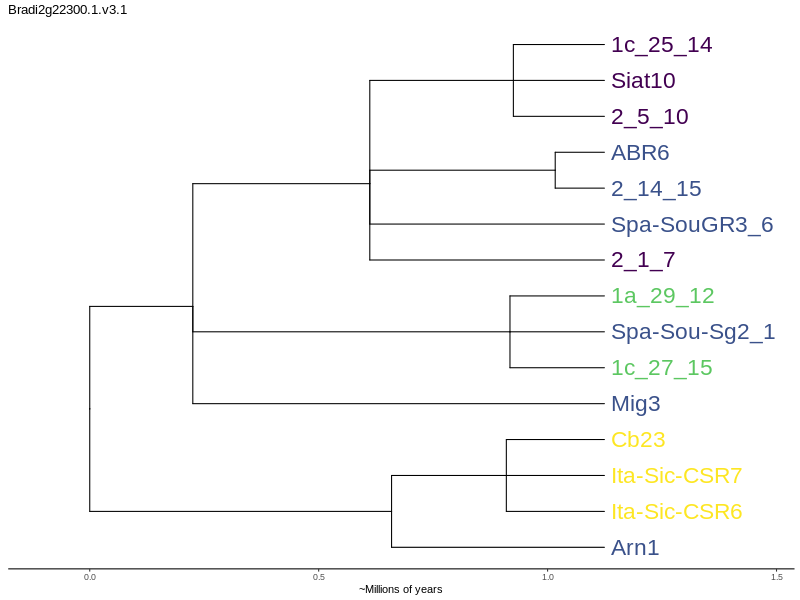 Bradi2g22300.1.v3.1
1c_25_14
Siat10
2_5_10
ABR6
2_14_15
Spa-SouGR3_6
2_1_7
1a_29_12
Spa-Sou-Sg2_1
1c_27_15
Mig3
Cb23
Ita-Sic-CSR7
Ita-Sic-CSR6
Arn1
0.0 0.5 1.0 1.5
~Millions of years